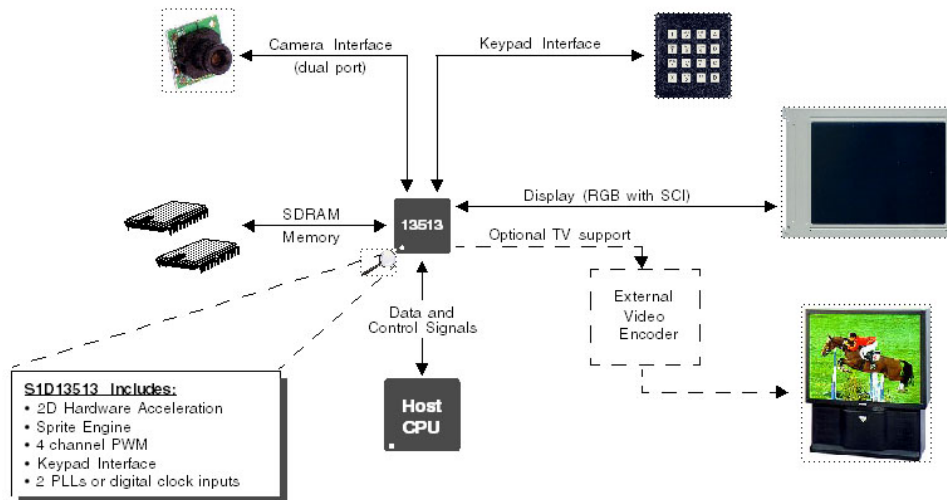 Camera Interface
(dual port)
Keypad Interface
Display (RGB with SCI)
13513
SDRAM
Memory
Optional TV support
External
Video
Encoder
Data and
Control Signals
Host
CPU
S1D13513 Includes:
• 2D Hardware Acceleration
• Sprite Engine
• 4 channel PWM
• Keypad Interface
• 2 PLLs or digital clock inputs